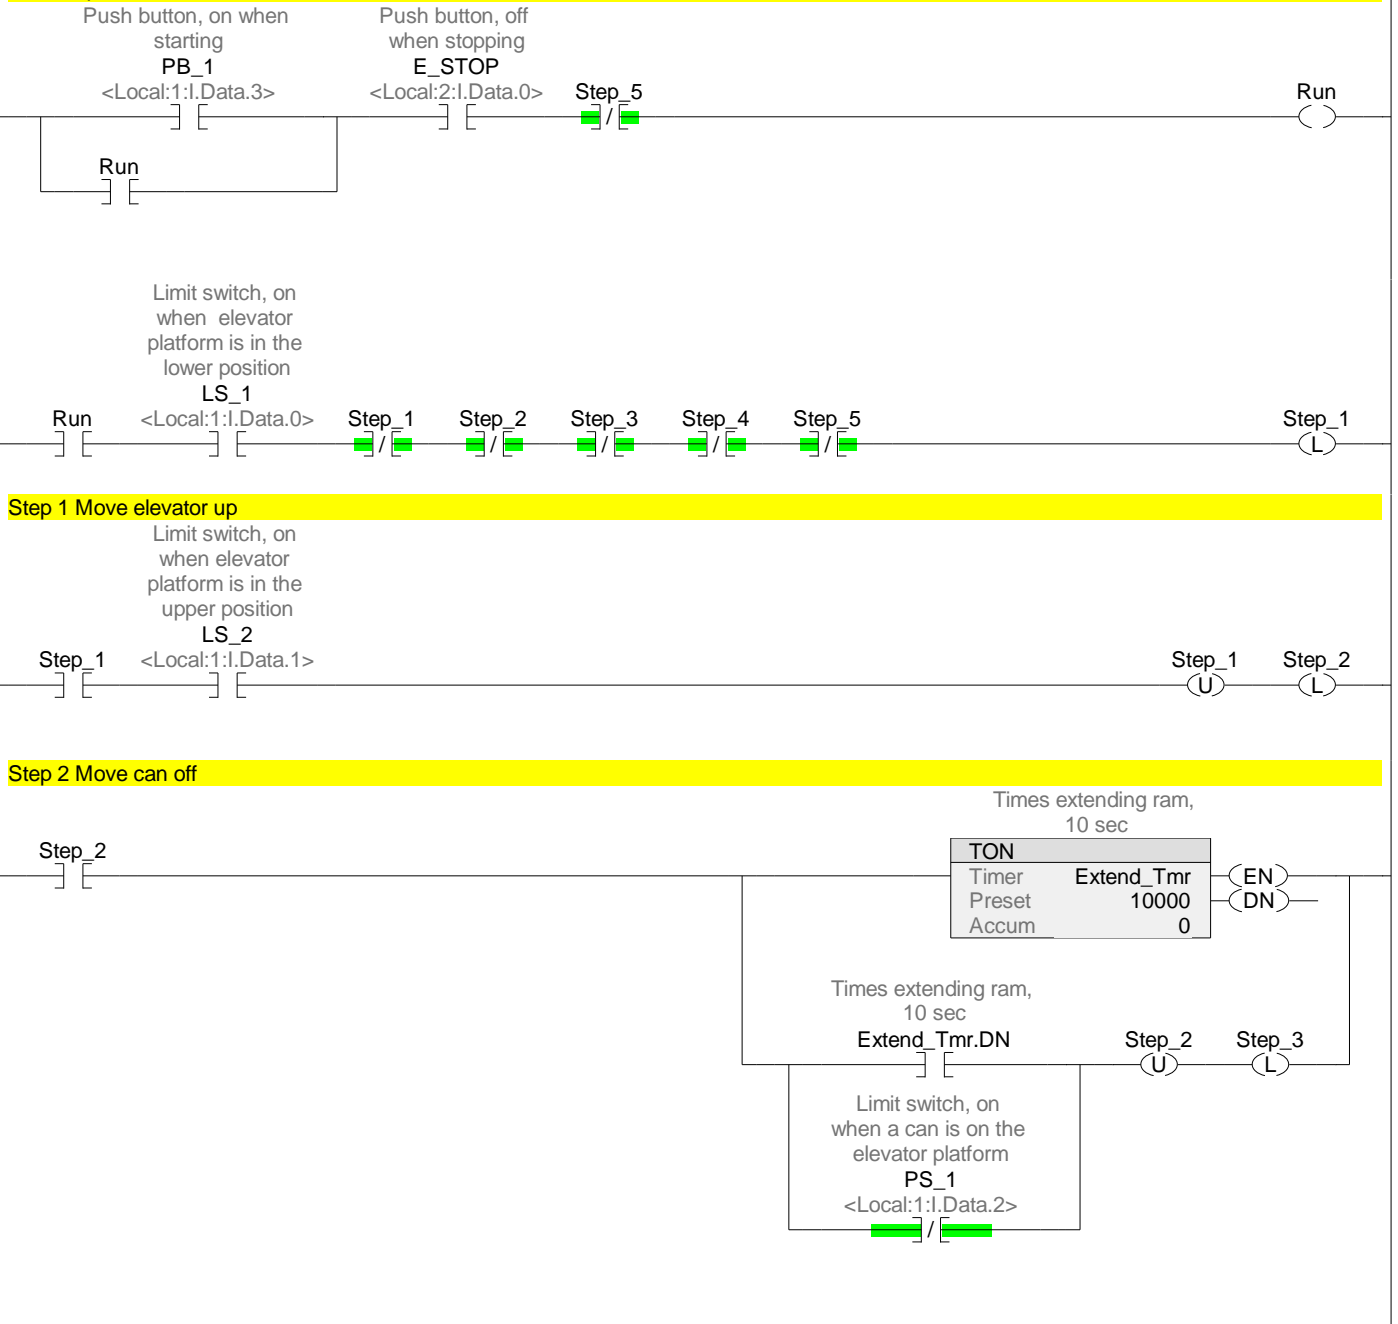 Push button, on when
starting
PB_1
<Local:1:I.Data.3>
Push button, off
when stopping
E_STOP
<Local:2:I.Data.0>
Step_5
/
Run
Run
Limit switch, on
when elevator
platform is in the
lower position
LS_1
Run
<Local:1:I.Data.0>
Step_1
Step_2
Step_3
Step_4
Step_5
Step_1
/
/
/
/
/
L
Step 1 Move elevator up
Limit switch, on
when elevator
platform is in the
upper position
LS_2
Step_1
<Local:1:I.Data.1>
Step_1
Step_2
U
L
Step 2 Move can off
Times extending ram,
10 sec
Step_2
TON
Timer Extend_Tmr
EN
Preset 10000
DN
Accum 0
Times extending ram,
10 sec
Extend_Tmr.DN
Step_2
Step_3
U
L
Limit switch, on
when a can is on the
elevator platform
PS_1
<Local:1:I.Data.2>
/